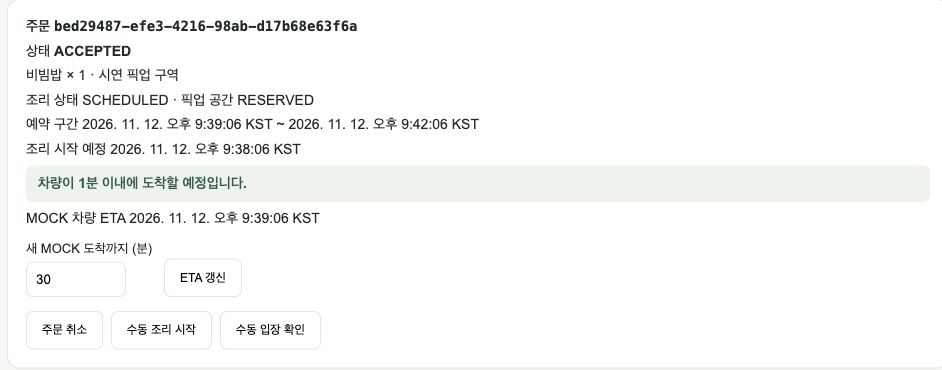 주문 bed29487-efe3-4216-98ab-d17b68e63f6a
상태 ACCEPTED
비빔밥 × 1 · 시연 픽업 구역
조리 상태 SCHEDULED · 픽업 공간 RESERVED
예약 구간 2026. 11. 12. 오후 9:39:06 KST ~ 2026. 11. 12. 오후 9:42:06 KST
조리 시작 예정 2026. 11. 12. 오후 9:38:06 KST
차량이 1분 이내에 도착할 예정입니다.
MOCK 차량 ETA 2026. 11. 12. 오후 9:39:06 KST
새 MOCK 도착까지 (분)
30 ETA 갱신
주문 취소 수동 조리 시작 수동 입장 확인